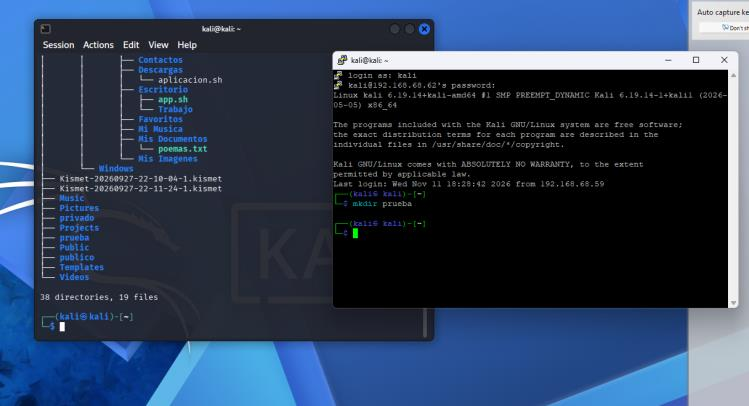 Auto capture ke
Don't sh
kali@kali: ~
Session Actions Edit View Help
│ │ ├── Contactos
│ │ ├── Descargas
│ │ │ └── aplicacion.sh
│ │ ├── Escritorio
│ │ │ ├── app.sh
│ │ │ └── Trabajo
│ │ ├── Favoritos
│ │ ├── Mi Musica
│ │ ├── Mis Documentos
│ │ │ └── poemas.txt
│ │ └── Mis Imagenes
│ └── Windows
├── Kismet-20260927-22-10-04-1.kismet
├── Kismet-20260927-22-11-24-1.kismet
├── Music
├── Pictures
├── privado
├── Projects
├── prueba
├── Public
├── publico
├── Templates
└── Videos
38 directories, 19 files
┌──(kali㉿kali)-[~]
└─$
KA
kali@kali: ~
login as: kali
kali@192.168.68.62's password:
Linux kali 6.19.14+kali-amd64 #1 SMP PREEMPT_DYNAMIC Kali 6.19.14-1+kali1 (2026-
05-05) x86_64
The programs included with the Kali GNU/Linux system are free software;
the exact distribution terms for each program are described in the
individual files in /usr/share/doc/*/copyright.
Kali GNU/Linux comes with ABSOLUTELY NO WARRANTY, to the extent
permitted by applicable law.
Last login: Wed Nov 11 18:28:42 2026 from 192.168.68.59
┌──(kali㉿kali)-[~]
└─$ mkdir prueba
┌──(kali㉿kali)-[~]
└─$